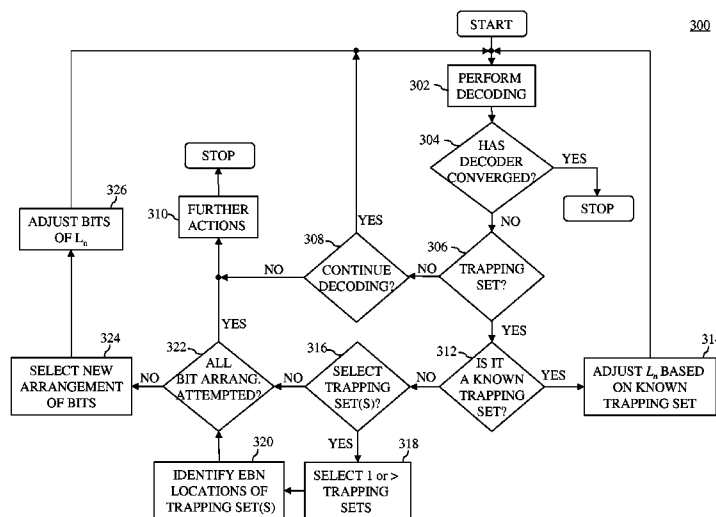 START
300
302
PERFORM
DECODING
304
HAS
DECODER
CONVERGED?
YES
STOP
NO
STOP
326
ADJUST BITS
OF Ln
310
FURTHER
ACTIONS
YES
308
CONTINUE
DECODING?
NO
NO
306
TRAPPING
SET?
YES
324
SELECT NEW
ARRANGEMENT
OF BITS
NO
322
YES
ALL
BIT ARRANG.
ATTEMPTED?
NO
316
SELECT
TRAPPING
SET(S)?
NO
312
IS IT
A KNOWN
TRAPPING
SET?
YES
ADJUST Ln BASED
ON KNOWN
TRAPPING SET
YES
320
IDENTIFY EBN
LOCATIONS OF
TRAPPING SET(S)
318
SELECT 1 or >
TRAPPING
SETS